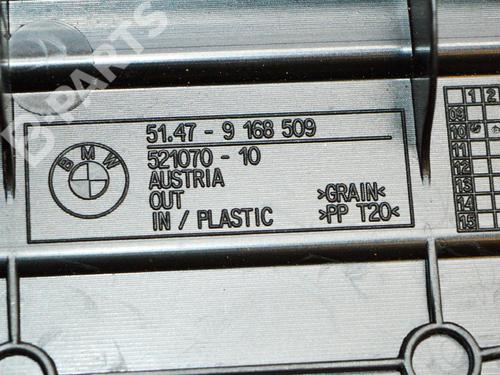 B-PARTS
51.47 - 9 168 509
521070 - 10
AUSTRIA
OUT
IN / PLASTIC
>GRAIN<
>PP T20<
BMW
1 2
09
10
11
12
13
14
15